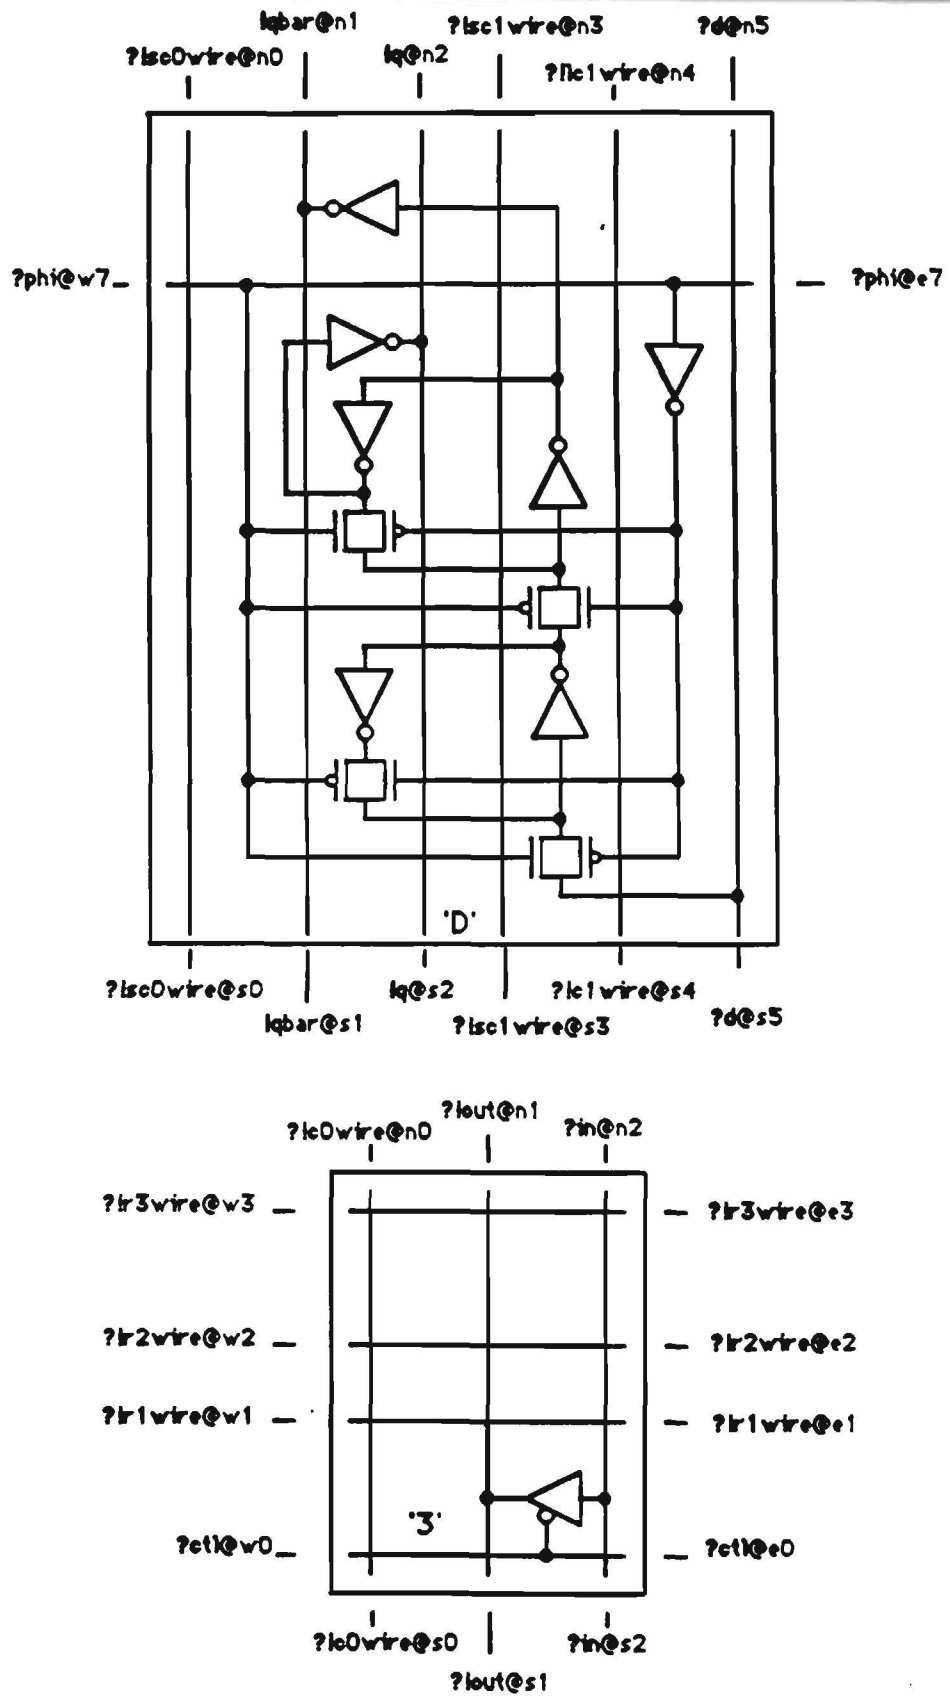 lqbar@n1 ?lsc1wire@n3 ?d@n5
?lsc0wire@n0 lq@n2
?llc1wire@n4
?phi@w7 ?phi@e7
'D'
?lsc0wire@s0 lq@s2 ?lc1wire@s4
lqbar@s1 ?lsc1wire@s3 ?d@s5
?lout@n1
?lc0wire@n0 ?in@n2
?lr3wire@w3 ?lr3wire@e3
?lr2wire@w2 ?lr2wire@e2
?lr1wire@w1 ?lr1wire@e1
'3'
?ctl@w0 ?ctl@e0
?lc0wire@s0 ?in@s2
?lout@s1